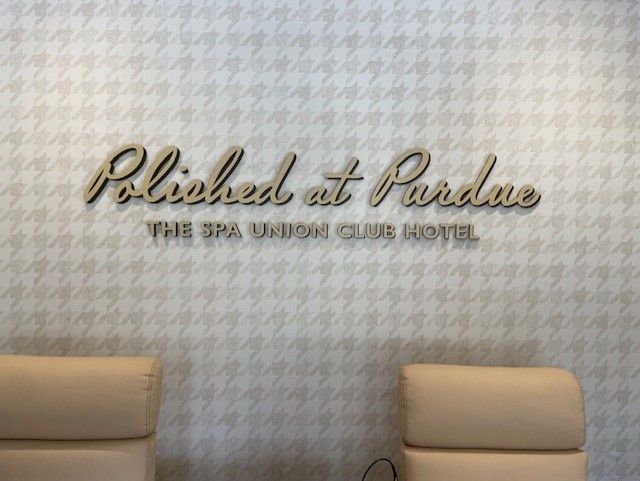 Polished at Purdue
THE SPA UNION CLUB HOTEL